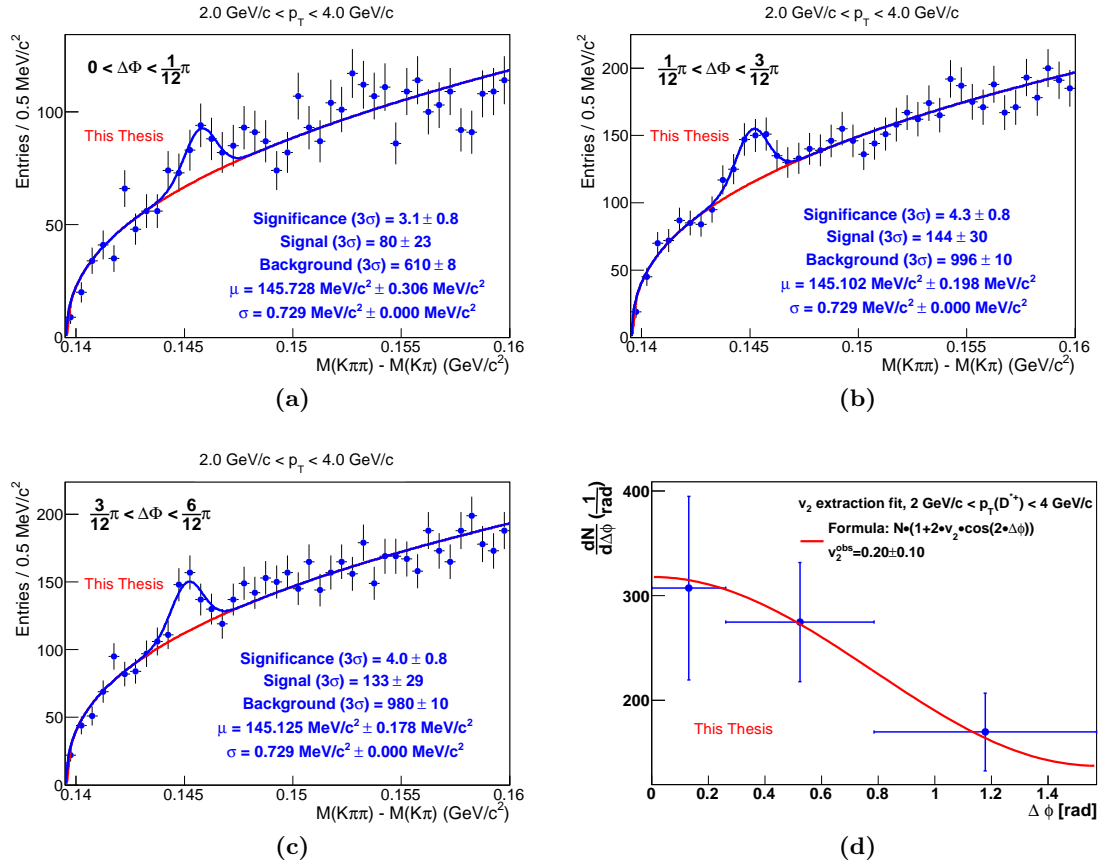 2.0 GeV/c < p_T < 4.0 GeV/c
Entries / 0.5 MeV/c²
0 < ΔΦ < 1/12 π
This Thesis
Significance (3σ) = 3.1 ± 0.8
Signal (3σ) = 80 ± 23
Background (3σ) = 610 ± 8
μ = 145.728 MeV/c² ± 0.306 MeV/c²
σ = 0.729 MeV/c² ± 0.000 MeV/c²
100
50
0
0.14 0.145 0.15 0.155 0.16
M(Kππ) - M(Kπ) (GeV/c²)
(a)
2.0 GeV/c < p_T < 4.0 GeV/c
Entries / 0.5 MeV/c²
1/12 π < ΔΦ < 3/12 π
This Thesis
Significance (3σ) = 4.3 ± 0.8
Signal (3σ) = 144 ± 30
Background (3σ) = 996 ± 10
μ = 145.102 MeV/c² ± 0.198 MeV/c²
σ = 0.729 MeV/c² ± 0.000 MeV/c²
200
150
100
50
0
0.14 0.145 0.15 0.155 0.16
M(Kππ) - M(Kπ) (GeV/c²)
(b)
2.0 GeV/c < p_T < 4.0 GeV/c
Entries / 0.5 MeV/c²
3/12 π < ΔΦ < 6/12 π
This Thesis
Significance (3σ) = 4.0 ± 0.8
Signal (3σ) = 133 ± 29
Background (3σ) = 980 ± 10
μ = 145.125 MeV/c² ± 0.178 MeV/c²
σ = 0.729 MeV/c² ± 0.000 MeV/c²
200
150
100
50
0
0.14 0.145 0.15 0.155 0.16
M(Kππ) - M(Kπ) (GeV/c²)
(c)
dN/dΔφ (1/rad)
v₂ extraction fit, 2 GeV/c < p_T(D*⁺) < 4 GeV/c
Formula: N•(1+2•v₂•cos(2•Δϕ))
v₂^obs=0.20±0.10
This Thesis
400
300
200
0 0.2 0.4 0.6 0.8 1 1.2 1.4
Δ ϕ [rad]
(d)